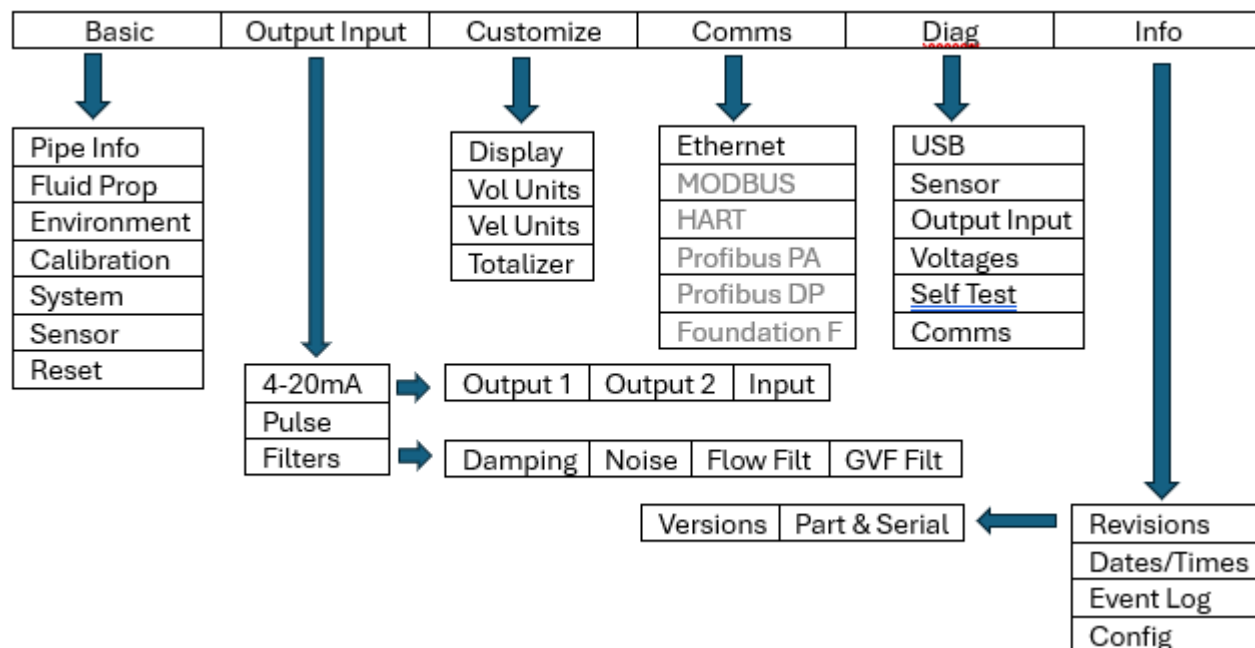 Basic
Output Input
Customize
Comms
Diag
Info
Pipe Info
Fluid Prop
Environment
Calibration
System
Sensor
Reset
4-20mA
Pulse
Filters
Output 1
Output 2
Input
Damping
Noise
Flow Filt
GVF Filt
Display
Vol Units
Vel Units
Totalizer
Ethernet
MODBUS
HART
Profibus PA
Profibus DP
Foundation F
USB
Sensor
Output Input
Voltages
Self Test
Comms
Revisions
Dates/Times
Event Log
Config
Versions
Part & Serial